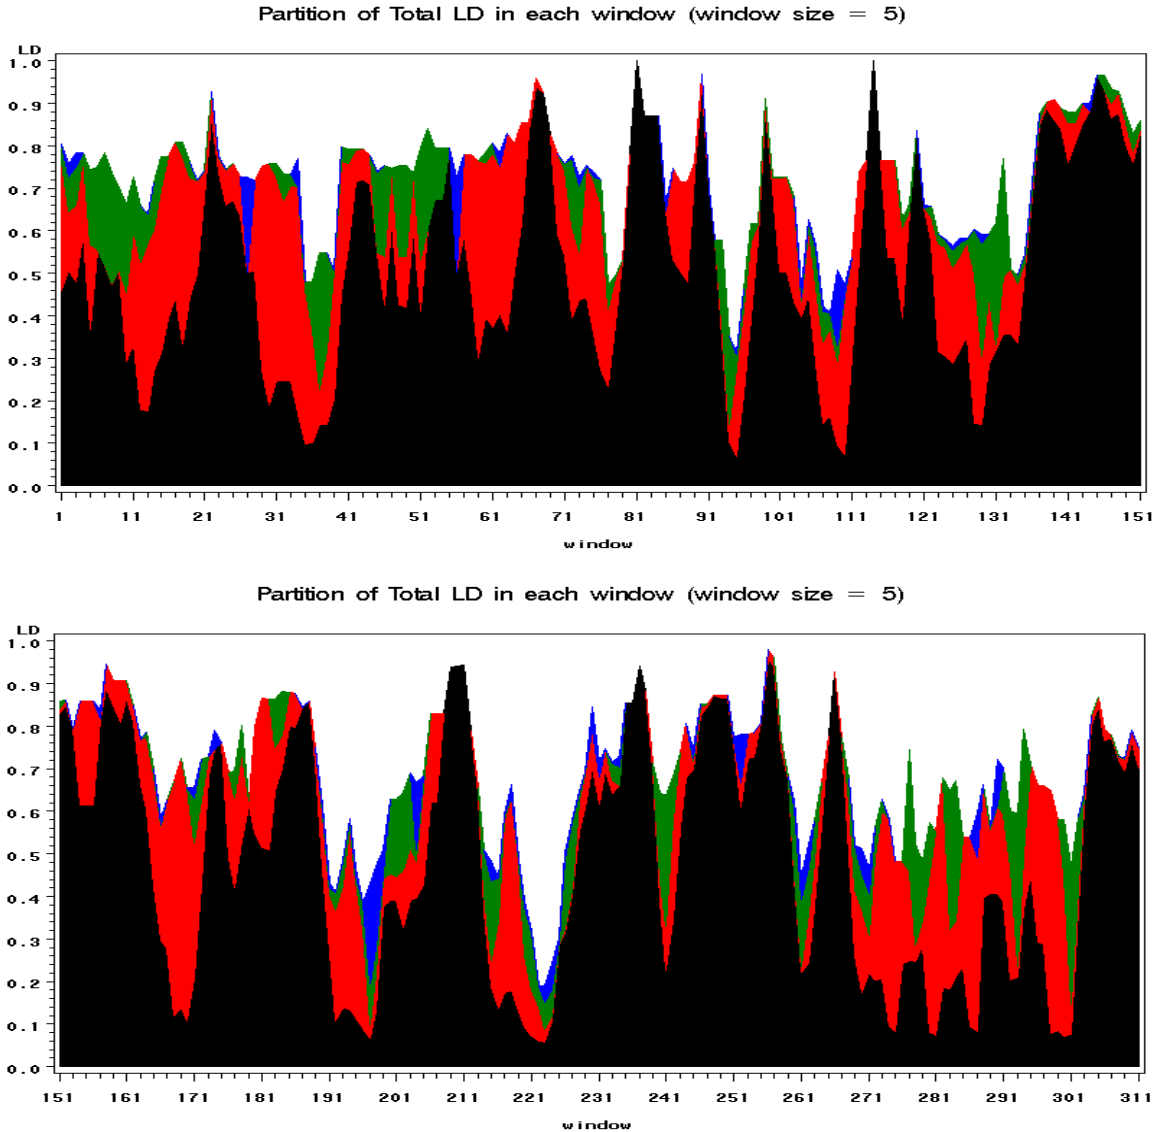 Partition of Total LD in each window (window size = 5)
LD
1.0
0.9
0.8
0.7
0.6
0.5
0.4
0.3
0.2
0.1
0.0
1 11 21 31 41 51 61 71 81 91 101 111 121 131 141 151
window
Partition of Total LD in each window (window size = 5)
LD
1.0
0.9
0.8
0.7
0.6
0.5
0.4
0.3
0.2
0.1
0.0
151 161 171 181 191 201 211 221 231 241 251 261 271 281 291 301 311
window